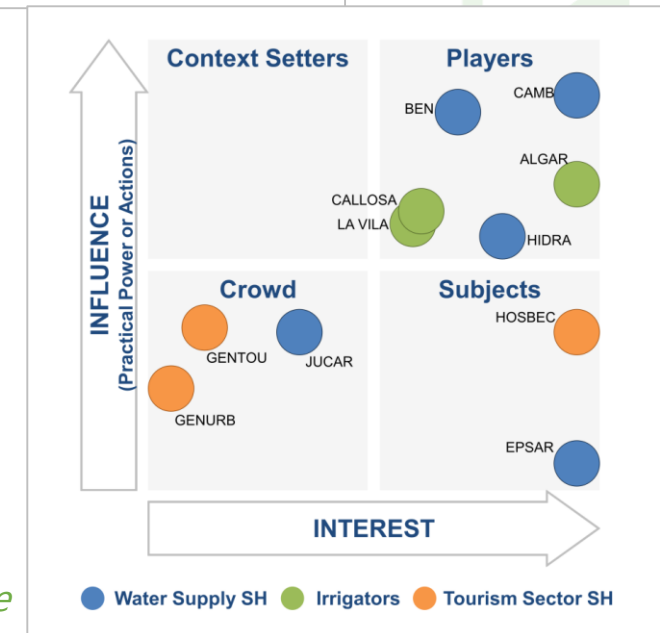 Context Setters
Players
BEN
CAMB
ALGAR
CALLOSA
LA VILA
HIDRA
INFLUENCE
(Practical Power or Actions)
Crowd
Subjects
HOSBEC
GENTOU
JUCAR
GENURB
EPSAR
INTEREST
e
Water Supply SH
Irrigators
Tourism Sector SH